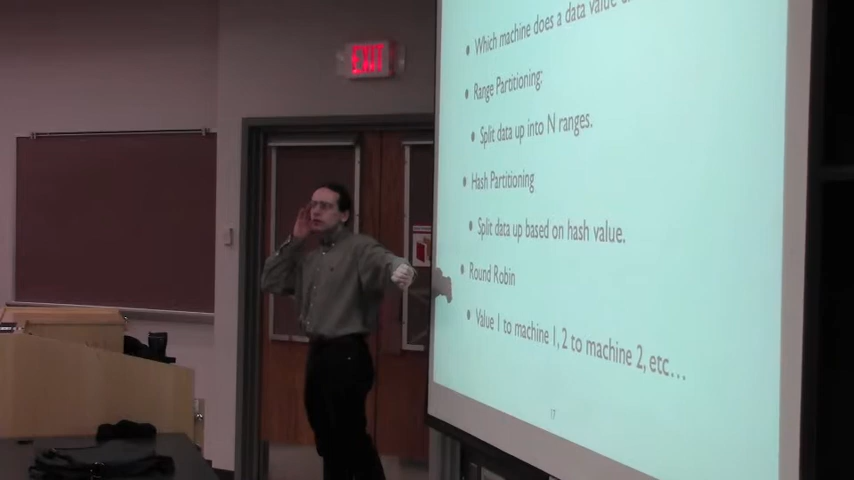 EXIT
Which machine does a data value
Range Partitioning:
Split data up into N ranges.
Hash Partitioning
Split data up based on hash value.
Round Robin
Value 1 to machine 1, 2 to machine 2, etc...
17